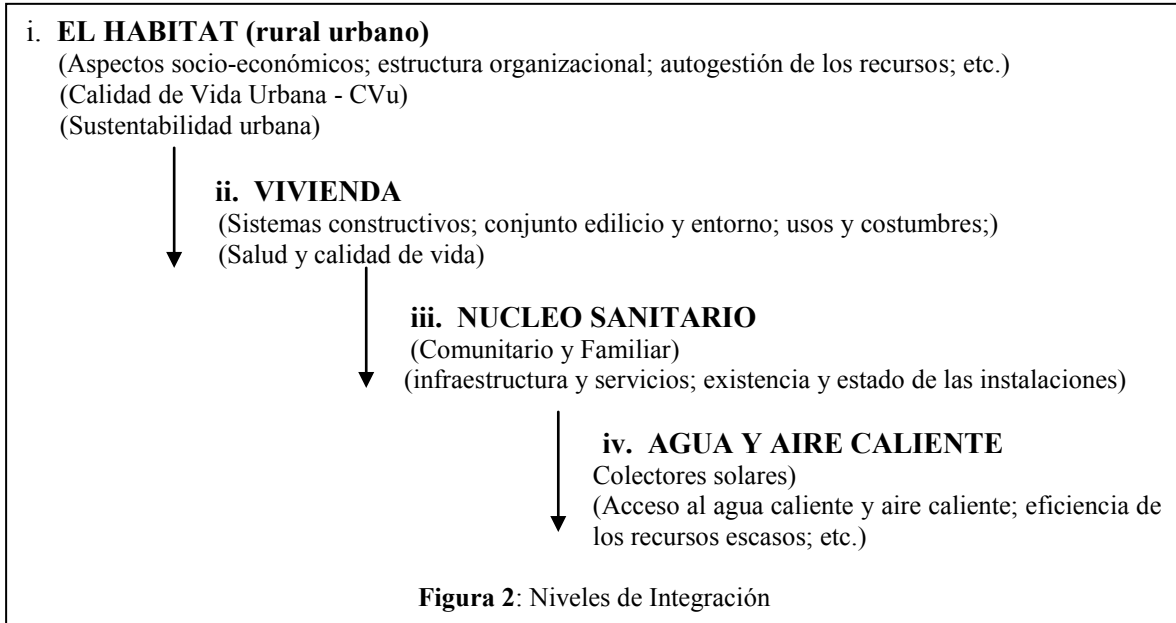 i. EL HABITAT (rural urbano)
(Aspectos socio-económicos; estructura organizacional; autogestión de los recursos; etc.)
(Calidad de Vida Urbana - CVu)
(Sustentabilidad urbana)
ii. VIVIENDA
(Sistemas constructivos; conjunto edilicio y entorno; usos y costumbres;)
(Salud y calidad de vida)
iii. NUCLEO SANITARIO
(Comunitario y Familiar)
(infraestructura y servicios; existencia y estado de las instalaciones)
iv. AGUA Y AIRE CALIENTE
Colectores solares)
(Acceso al agua caliente y aire caliente; eficiencia de
los recursos escasos; etc.)
Figura 2: Niveles de Integración